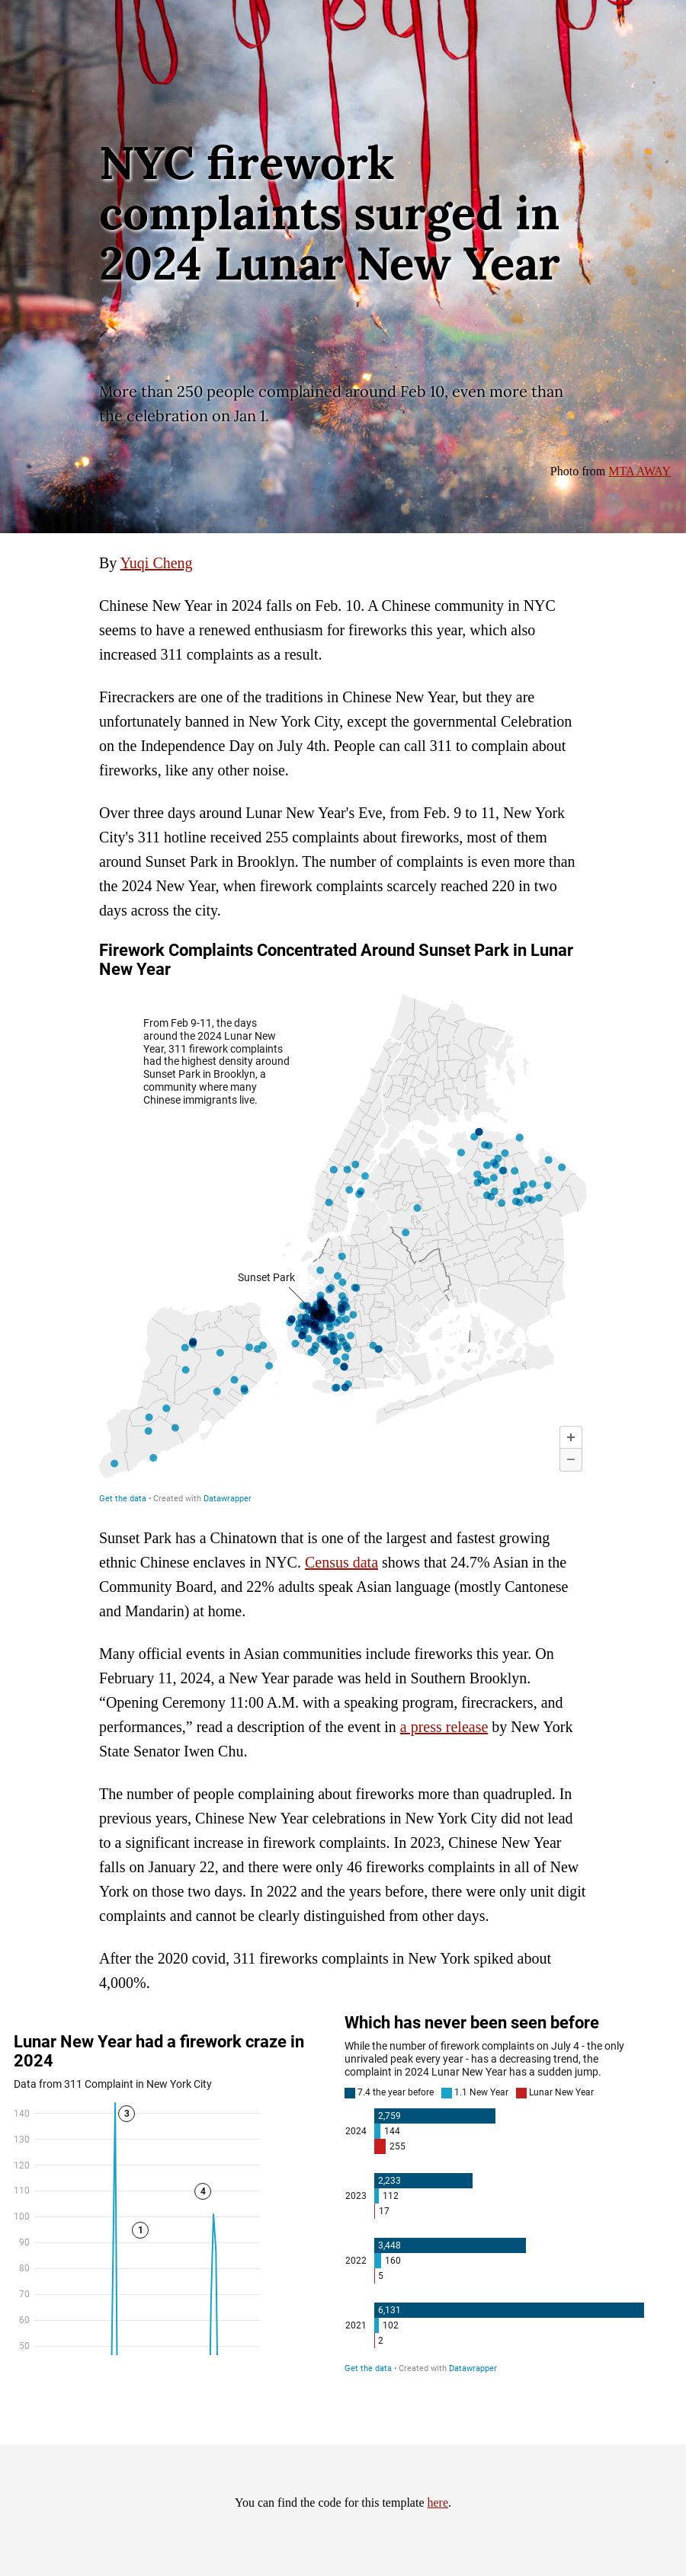 NYC firework
complaints surged in
2024 Lunar New Year
More than 250 people complained around Feb 10, even more than
the celebration on Jan 1.
Photo from MTA AWAY
By Yuqi Cheng
Chinese New Year in 2024 falls on Feb. 10. A Chinese community in NYC
seems to have a renewed enthusiasm for fireworks this year, which also
increased 311 complaints as a result.
Firecrackers are one of the traditions in Chinese New Year, but they are
unfortunately banned in New York City, except the governmental Celebration
on the Independence Day on July 4th. People can call 311 to complain about
fireworks, like any other noise.
Over three days around Lunar New Year's Eve, from Feb. 9 to 11, New York
City's 311 hotline received 255 complaints about fireworks, most of them
around Sunset Park in Brooklyn. The number of complaints is even more than
the 2024 New Year, when firework complaints scarcely reached 220 in two
days across the city.
Firework Complaints Concentrated Around Sunset Park in Lunar
New Year
From Feb 9-11, the days
around the 2024 Lunar New
Year, 311 firework complaints
had the highest density around
Sunset Park in Brooklyn, a
community where many
Chinese immigrants live.
Sunset Park
+
−
Get the data • Created with Datawrapper
Sunset Park has a Chinatown that is one of the largest and fastest growing
ethnic Chinese enclaves in NYC. Census data shows that 24.7% Asian in the
Community Board, and 22% adults speak Asian language (mostly Cantonese
and Mandarin) at home.
Many official events in Asian communities include fireworks this year. On
February 11, 2024, a New Year parade was held in Southern Brooklyn.
“Opening Ceremony 11:00 A.M. with a speaking program, firecrackers, and
performances,” read a description of the event in a press release by New York
State Senator Iwen Chu.
The number of people complaining about fireworks more than quadrupled. In
previous years, Chinese New Year celebrations in New York City did not lead
to a significant increase in firework complaints. In 2023, Chinese New Year
falls on January 22, and there were only 46 fireworks complaints in all of New
York on those two days. In 2022 and the years before, there were only unit digit
complaints and cannot be clearly distinguished from other days.
After the 2020 covid, 311 fireworks complaints in New York spiked about
4,000%.
Lunar New Year had a firework craze in
2024
Data from 311 Complaint in New York City
140
3
130
120
110
4
100
1
90
80
70
60
50
Which has never been seen before
While the number of firework complaints on July 4 - the only
unrivaled peak every year - has a decreasing trend, the
complaint in 2024 Lunar New Year has a sudden jump.
7.4 the year before 1.1 New Year Lunar New Year
2,759
2024 144
255
2,233
2023 112
17
3,448
2022 160
5
6,131
2021 102
2
Get the data • Created with Datawrapper
You can find the code for this template here.